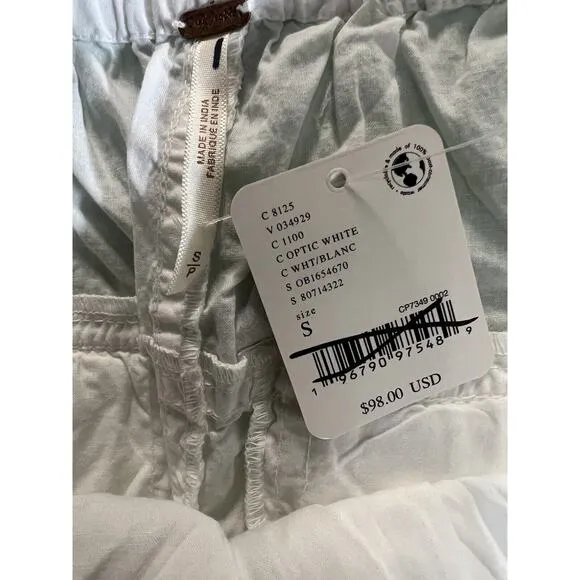 MADE IN INDIA
FABRIQUÉ EN INDE
S/P
C 8125
V 034929
C 1100
C OPTIC WHITE
C WHT/BLANC
S OB1654670
S 80714322
size
S
CP7349 0002
1 96790 97548 9
$98.00 USD